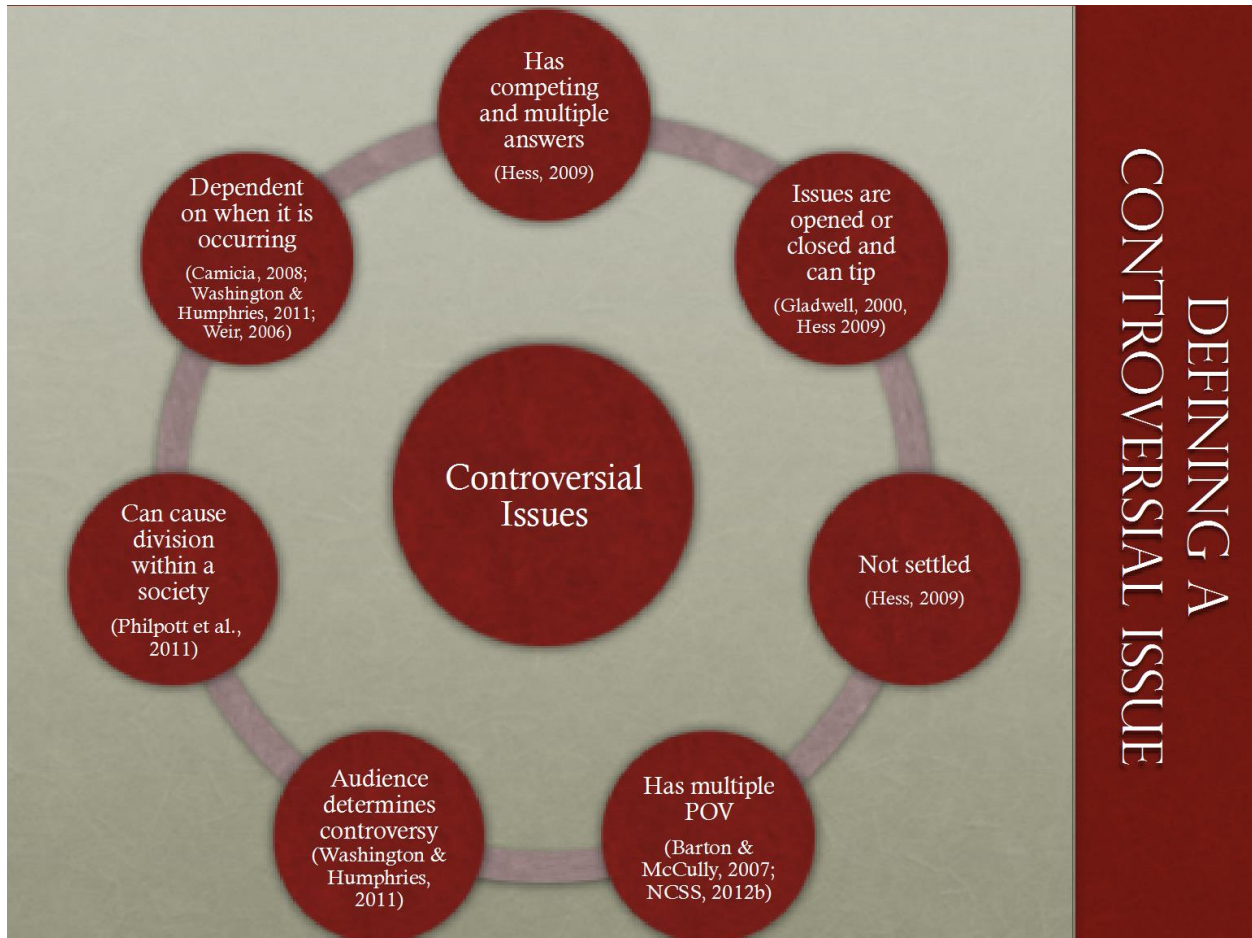 DEFINING A
CONTROVERSIAL ISSUE
Has
competing
and multiple
answers
(Hess, 2009)
Issues are
opened or
closed and
can tip
(Gladwell, 2000,
Hess 2009)
Not settled
(Hess, 2009)
Has multiple
POV
(Barton &
McCully, 2007;
NCSS, 2012b)
Audience
determines
controversy
(Washington &
Humphries,
2011)
Can cause
division
within a
society
(Philpott et al.,
2011)
Dependent
on when it is
occurring
(Camicia, 2008;
Washington &
Humphries, 2011;
Weir, 2006)
Controversial
Issues